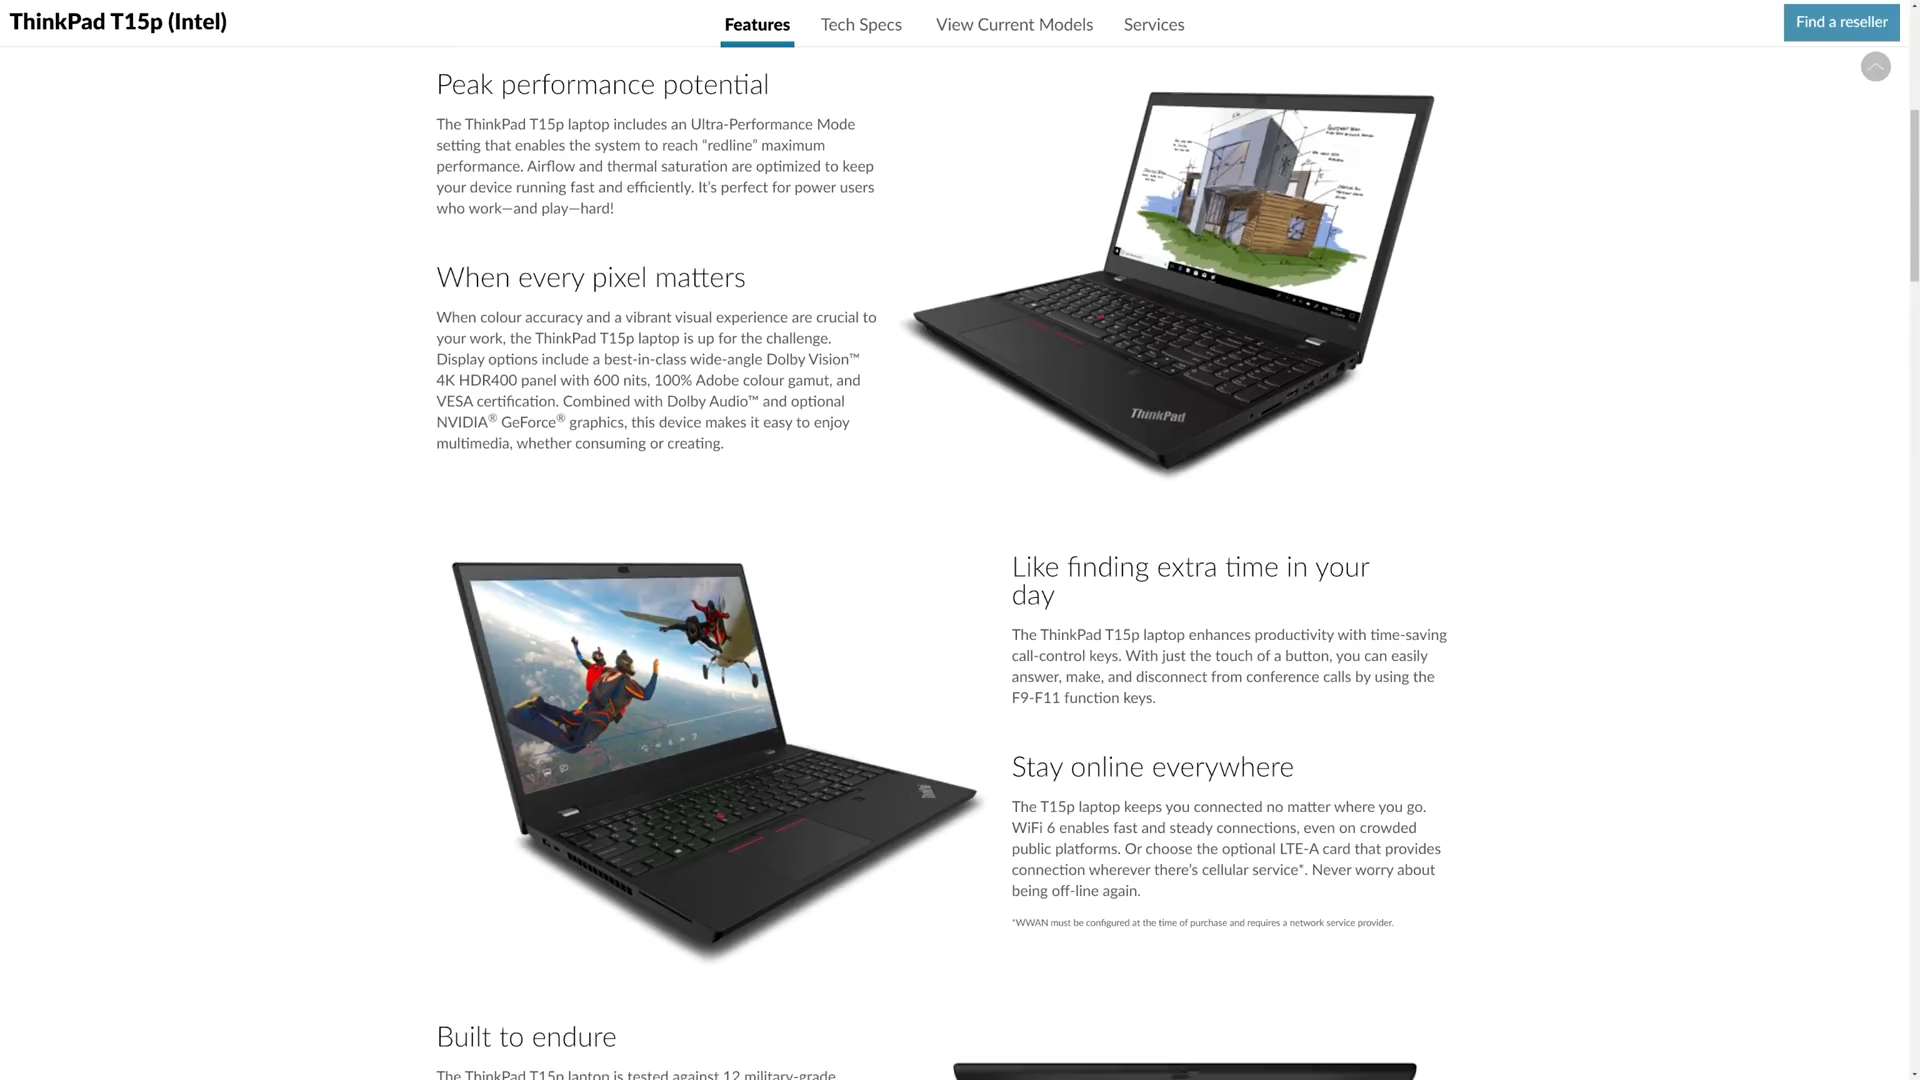 ThinkPad T15p (Intel)
Features
Tech Specs
View Current Models
Services
Find a reseller
Peak performance potential
The ThinkPad T15p laptop includes an Ultra-Performance Mode
setting that enables the system to reach “redline” maximum
performance. Airflow and thermal saturation are optimized to keep
your device running fast and efficiently. It’s perfect for power users
who work—and play—hard!
When every pixel matters
When colour accuracy and a vibrant visual experience are crucial to
your work, the ThinkPad T15p laptop is up for the challenge.
Display options include a best-in-class wide-angle Dolby Vision™
4K HDR400 panel with 600 nits, 100% Adobe colour gamut, and
VESA certification. Combined with Dolby Audio™ and optional
NVIDIA® GeForce® graphics, this device makes it easy to enjoy
multimedia, whether consuming or creating.
ThinkPad
Like finding extra time in your
day
The ThinkPad T15p laptop enhances productivity with time-saving
call-control keys. With just the touch of a button, you can easily
answer, make, and disconnect from conference calls by using the
F9-F11 function keys.
Stay online everywhere
The T15p laptop keeps you connected no matter where you go.
WiFi 6 enables fast and steady connections, even on crowded
public platforms. Or choose the optional LTE-A card that provides
connection wherever there’s cellular service*. Never worry about
being off-line again.
*WWAN must be configured at the time of purchase and requires a network service provider.
Built to endure
The ThinkPad T15p laptop is tested against 12 military-grade